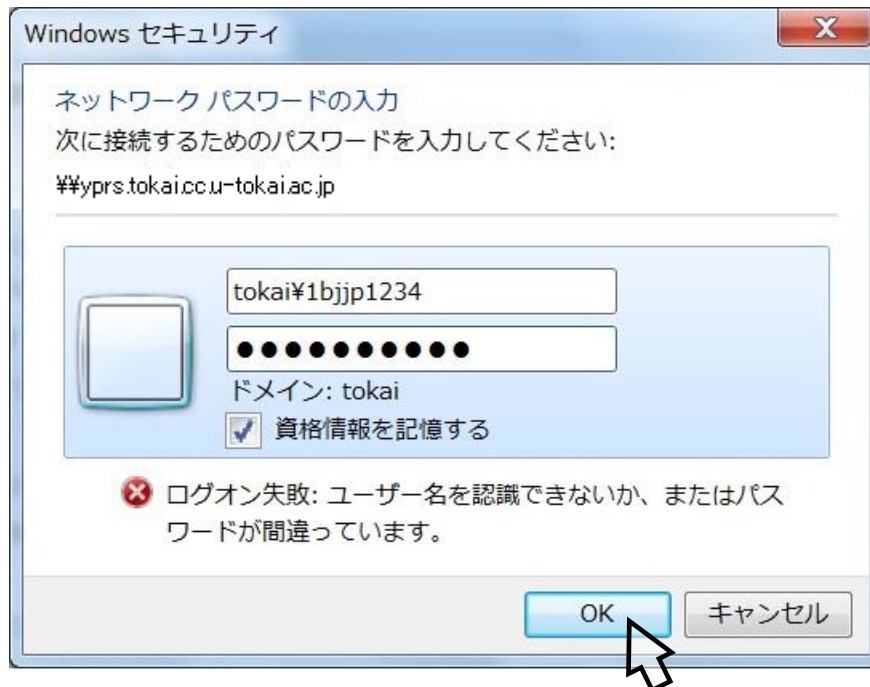 Windows セキュリティ
ネットワーク パスワードの入力
次に接続するためのパスワードを入力してください:
¥¥yprs.tokai.cc.u-tokai.ac.jp
tokai¥1bjjp1234
●●●●●●●●●●
ドメイン: tokai
資格情報を記憶する
ログオン失敗: ユーザー名を認識できないか、またはパス
ワードが間違っています。
OK
キャンセル